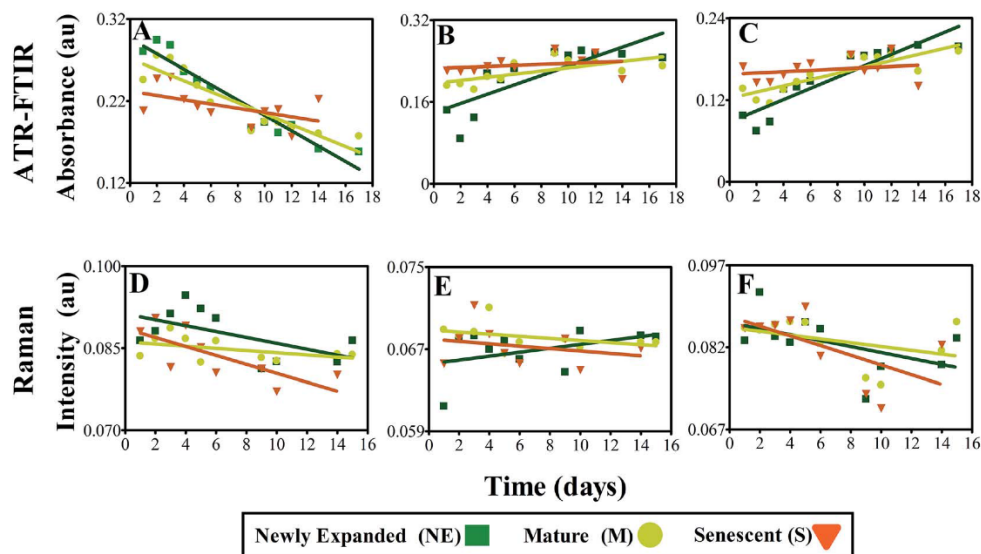 ATR-FTIR
Absorbance (au)
A
0.32
0.22
0.12
0 2 4 6 8 10 12 14 16 18
B
0.32
0.16
0
0 2 4 6 8 10 12 14 16 18
C
0.24
0.12
0
0 2 4 6 8 10 12 14 16 18
Raman
Intensity (au)
D
0.100
0.085
0.070
0 2 4 6 8 10 12 14 16
E
0.075
0.067
0.059
0 2 4 6 8 10 12 14 16
F
0.097
0.082
0.067
0 2 4 6 8 10 12 14 16
Time (days)
Newly Expanded (NE) Mature (M) Senescent (S)